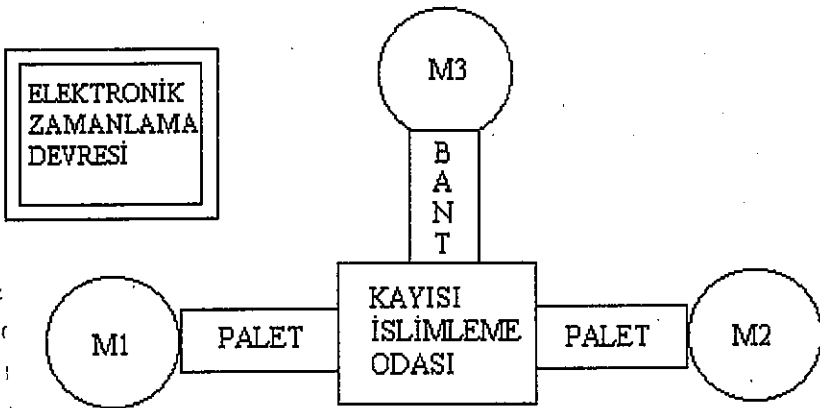 ELEKTRONİK
ZAMANLAMA
DEVRESİ
M3
B
A
N
T
M1
PALET
KAYISI
İSLİMLEME
ODASI
PALET
M2